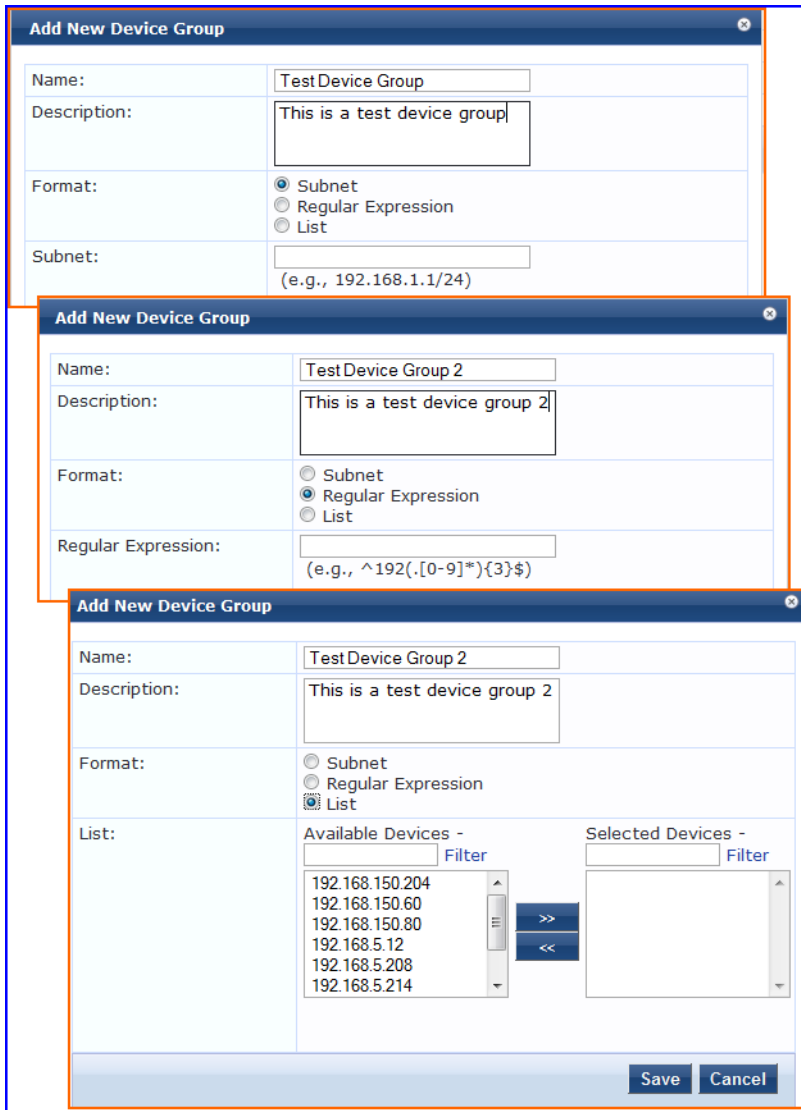 Add New Device Group
Name: Test Device Group
Description: This is a test device group
Format: Subnet
Regular Expression
List
Subnet:
(e.g., 192.168.1.1/24)
Add New Device Group
Name: Test Device Group 2
Description: This is a test device group 2
Format: Subnet
Regular Expression
List
Regular Expression:
(e.g., ^192(.[0-9]*){3}$)
Add New Device Group
Name: Test Device Group 2
Description: This is a test device group 2
Format: Subnet
Regular Expression
List
List: Available Devices - Selected Devices -
Filter Filter
192.168.150.204
192.168.150.60
192.168.150.80
>>
192.168.5.12
<<
192.168.5.208
192.168.5.214
Save Cancel